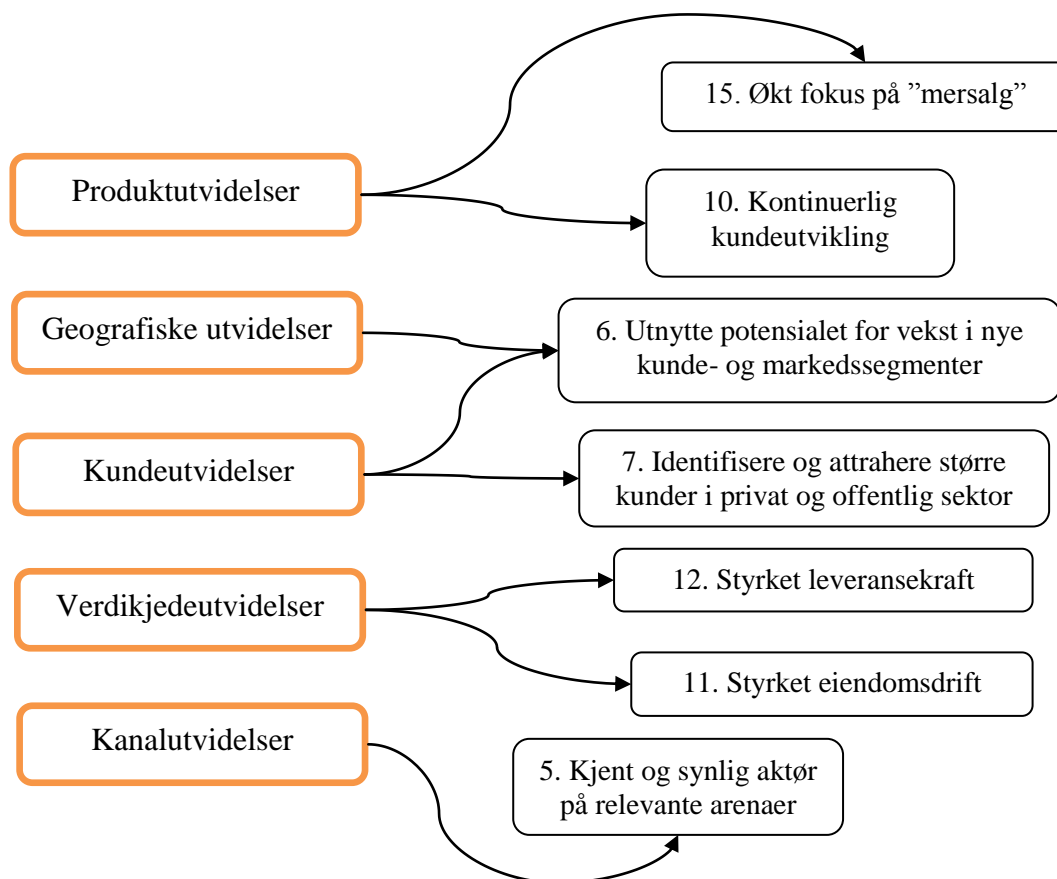 15. Økt fokus på ”mersalg”
Produktutvidelser
10. Kontinuerlig
kundeutvikling
Geografiske utvidelser
6. Utnytte potensialet for vekst i nye
kunde- og markedssegmenter
Kundeutvidelser
7. Identifisere og attrahere større
kunder i privat og offentlig sektor
12. Styrket leveransekraft
Verdikjedeutvidelser
11. Styrket eiendomsdrift
Kanalutvidelser
5. Kjent og synlig aktør
på relevante arenaer